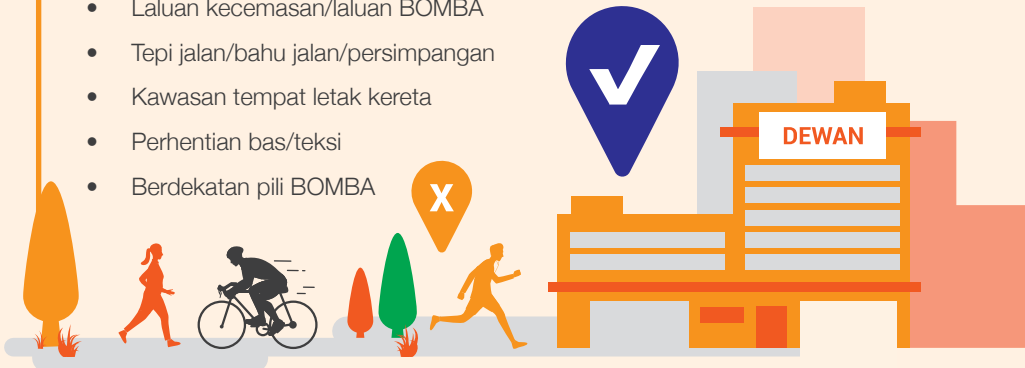 • Laluan kecemasan/laluan BOMBA
• Tepi jalan/bahu jalan/persimpangan
• Kawasan tempat letak kereta
• Perhentian bas/teksi
• Berdekatan pili BOMBA
X
DEWAN